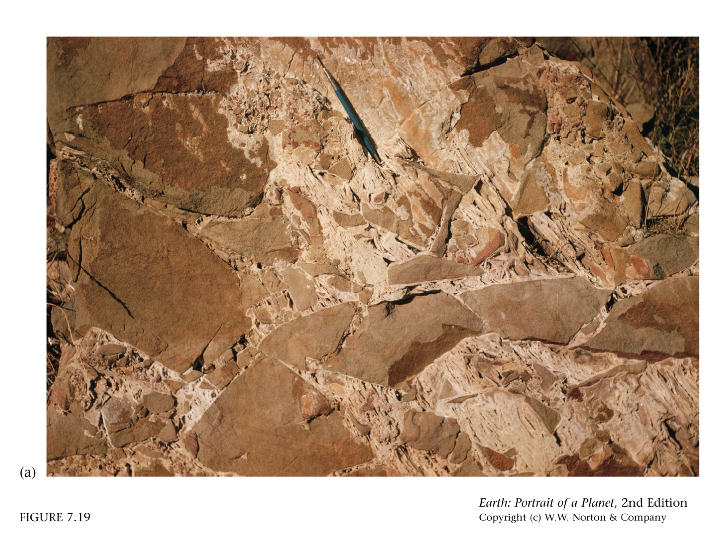 (a)
Earth: Portrait of a Planet, 2nd Edition
FIGURE 7.19
Copyright (c) W.W. Norton & Company